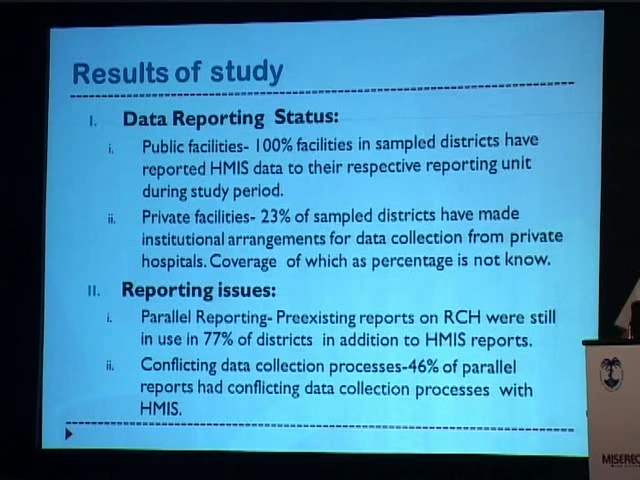 Results of study
I. Data Reporting Status:
i. Public facilities- 100% facilities in sampled districts have
reported HMIS data to their respective reporting unit
during study period.
ii. Private facilities- 23% of sampled districts have made
institutional arrangements for data collection from private
hospitals. Coverage of which as percentage is not know.
II. Reporting issues:
i. Parallel Reporting- Preexisting reports on RCH were still
in use in 77% of districts in addition to HMIS reports.
ii. Conflicting data collection processes-46% of parallel
reports had conflicting data collection processes with
HMIS.
MISEREO